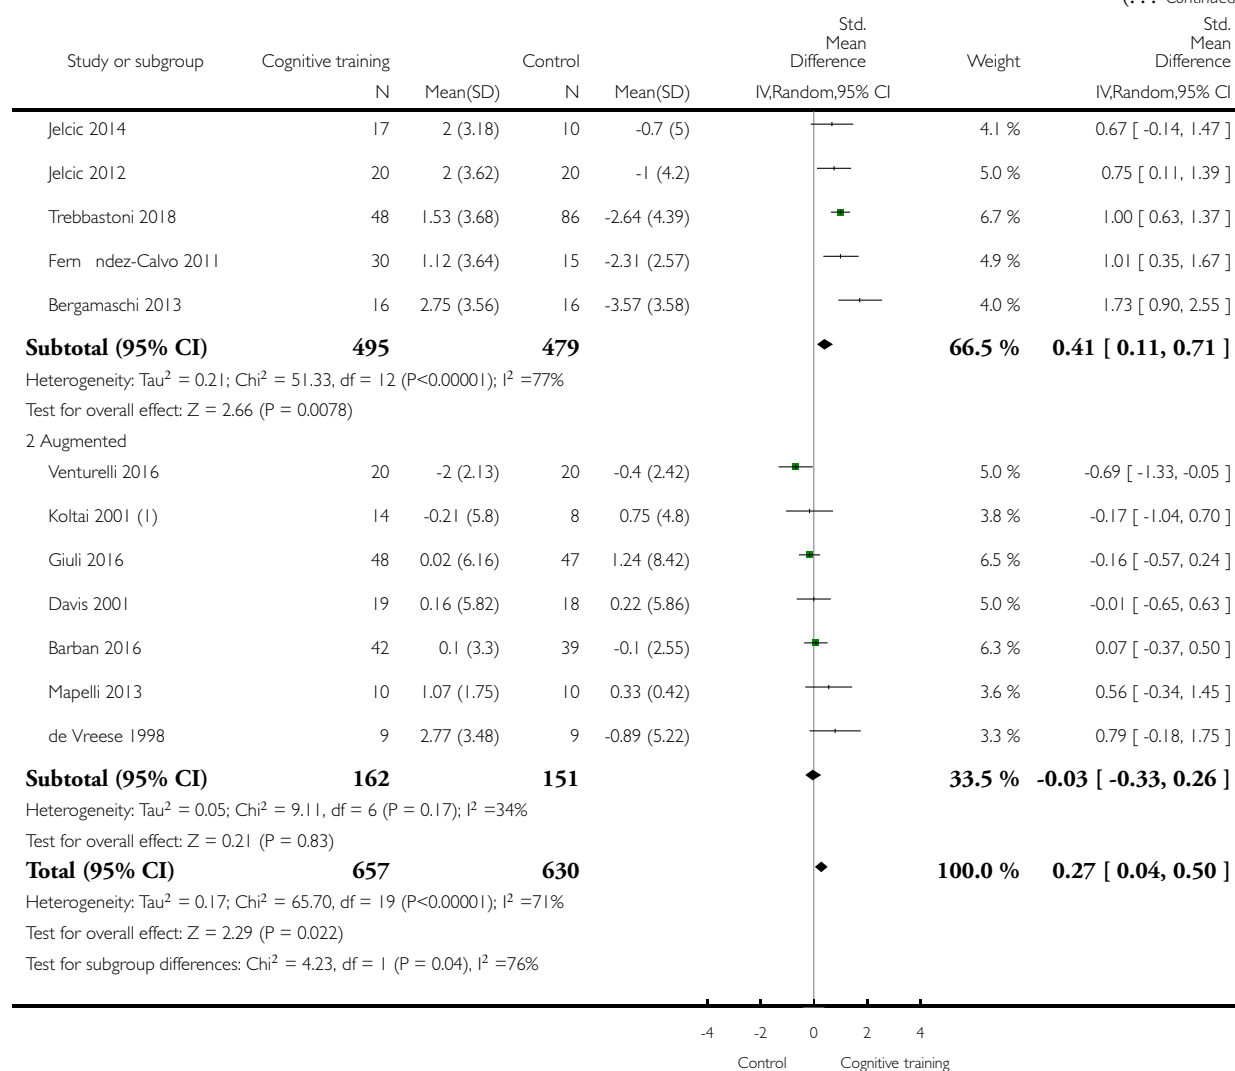 (. . . Continued
Std. Mean Difference Std. Mean Difference
Study or subgroup Cognitive training Control Weight
N Mean(SD) N Mean(SD) IV,Random,95% CI IV,Random,95% CI
Jelcic 2014 17 2 (3.18) 10 -0.7 (5) 4.1 % 0.67 [ -0.14, 1.47 ]
Jelcic 2012 20 2 (3.62) 20 -1 (4.2) 5.0 % 0.75 [ 0.11, 1.39 ]
Trebbastoni 2018 48 1.53 (3.68) 86 -2.64 (4.39) 6.7 % 1.00 [ 0.63, 1.37 ]
Fern ndez-Calvo 2011 30 1.12 (3.64) 15 -2.31 (2.57) 4.9 % 1.01 [ 0.35, 1.67 ]
Bergamaschi 2013 16 2.75 (3.56) 16 -3.57 (3.58) 4.0 % 1.73 [ 0.90, 2.55 ]
Subtotal (95% CI) 495 479 66.5 % 0.41 [ 0.11, 0.71 ]
Heterogeneity: Tau² = 0.21; Chi² = 51.33, df = 12 (P<0.00001); I² =77%
Test for overall effect: Z = 2.66 (P = 0.0078)
2 Augmented
Venturelli 2016 20 -2 (2.13) 20 -0.4 (2.42) 5.0 % -0.69 [ -1.33, -0.05 ]
Koltai 2001 (1) 14 -0.21 (5.8) 8 0.75 (4.8) 3.8 % -0.17 [ -1.04, 0.70 ]
Giuli 2016 48 0.02 (6.16) 47 1.24 (8.42) 6.5 % -0.16 [ -0.57, 0.24 ]
Davis 2001 19 0.16 (5.82) 18 0.22 (5.86) 5.0 % -0.01 [ -0.65, 0.63 ]
Barban 2016 42 0.1 (3.3) 39 -0.1 (2.55) 6.3 % 0.07 [ -0.37, 0.50 ]
Mapelli 2013 10 1.07 (1.75) 10 0.33 (0.42) 3.6 % 0.56 [ -0.34, 1.45 ]
de Vreese 1998 9 2.77 (3.48) 9 -0.89 (5.22) 3.3 % 0.79 [ -0.18, 1.75 ]
Subtotal (95% CI) 162 151 33.5 % -0.03 [ -0.33, 0.26 ]
Heterogeneity: Tau² = 0.05; Chi² = 9.11, df = 6 (P = 0.17); I² =34%
Test for overall effect: Z = 0.21 (P = 0.83)
Total (95% CI) 657 630 100.0 % 0.27 [ 0.04, 0.50 ]
Heterogeneity: Tau² = 0.17; Chi² = 65.70, df = 19 (P<0.00001); I² =71%
Test for overall effect: Z = 2.29 (P = 0.022)
Test for subgroup differences: Chi² = 4.23, df = 1 (P = 0.04), I² =76%
-4 -2 0 2 4
Control Cognitive training